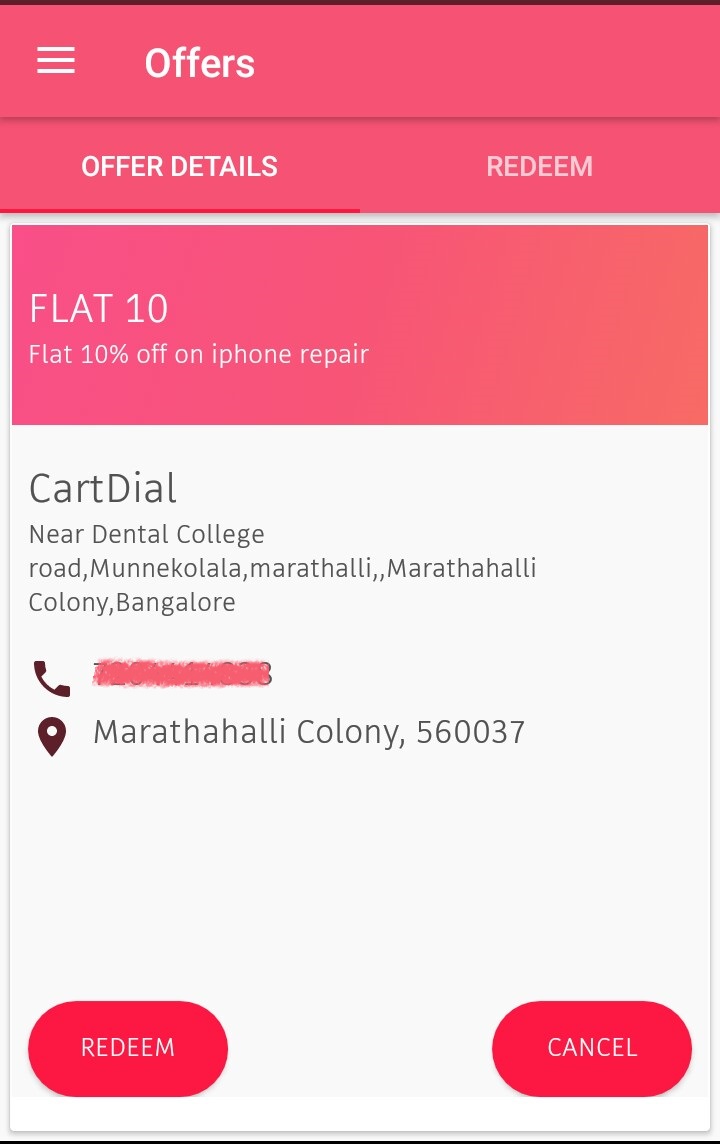 Offers
OFFER DETAILS
REDEEM
FLAT 10
Flat 10% off on iphone repair
CartDial
Near Dental College
road,Munnekolala,marathalli,,Marathahalli
Colony,Bangalore
Marathahalli Colony, 560037
REDEEM
CANCEL